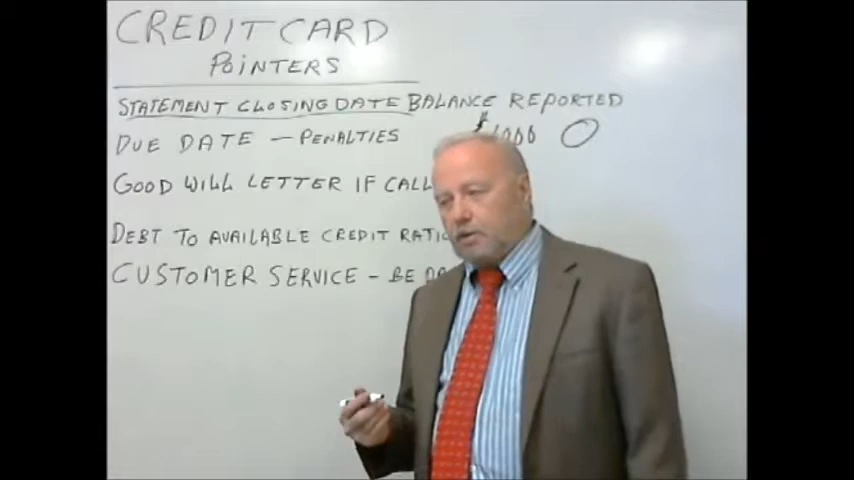 CREDIT CARD
POINTERS
STATEMENT CLOSING DATE BALANCE REPORTED
DUE DATE - PENALTIES $1000 0
GOOD WILL LETTER IF CALL
DEBT TO AVAILABLE CREDIT RATIO
CUSTOMER SERVICE - BE